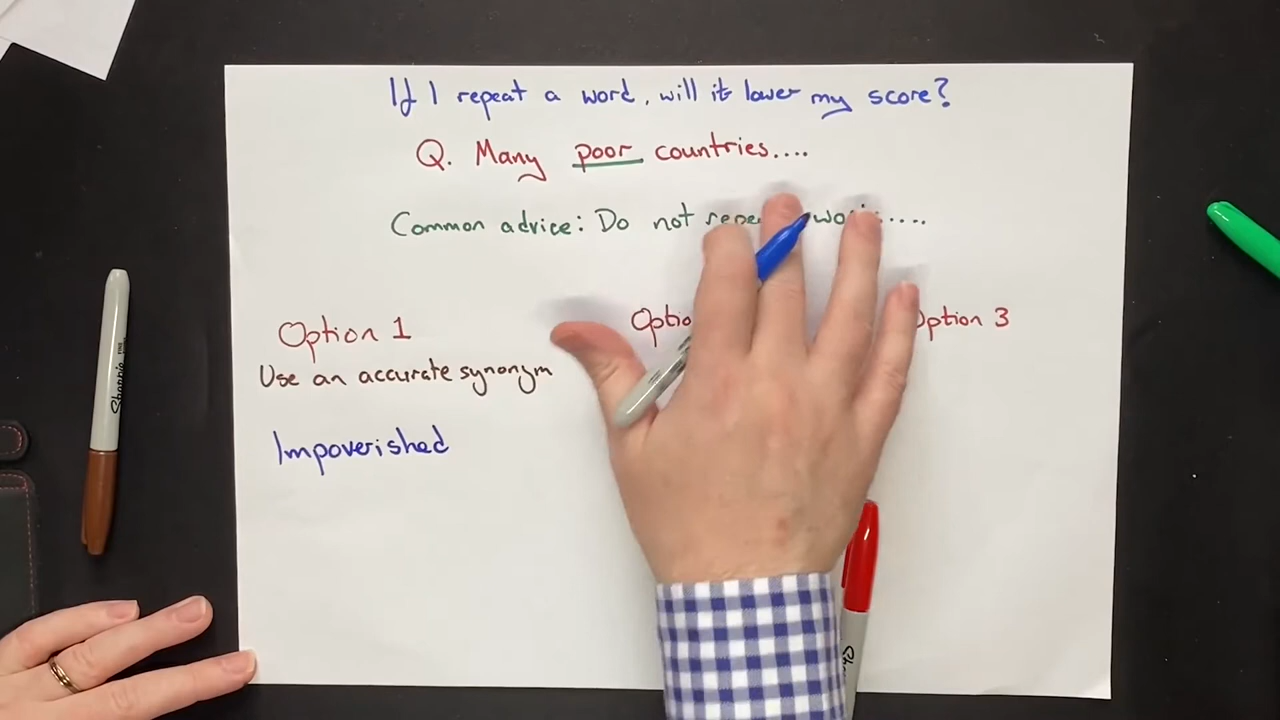 If I repeat a word, will it lower my score?
Q. Many poor countries....
Common advice: Do not
Option 1
Option 3
Use an accurate synonym
Impoverished
Sharpie